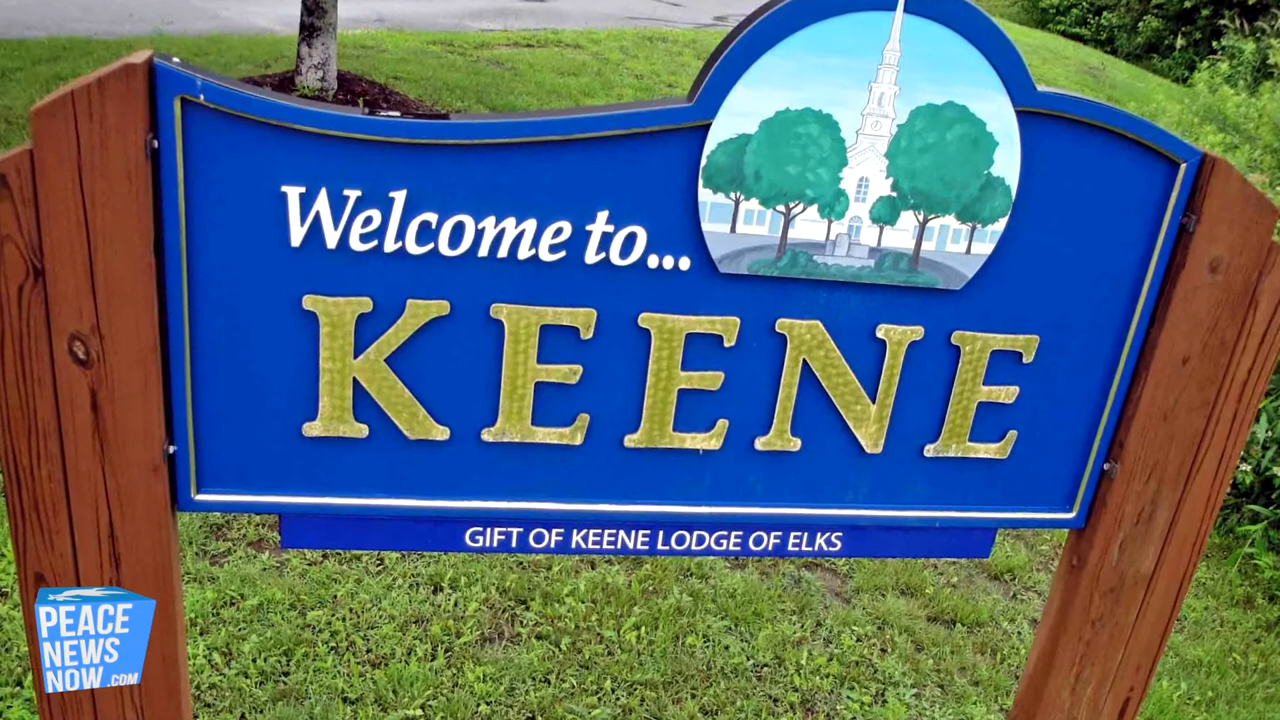 Welcome to...
KEENE
GIFT OF KEENE LODGE OF ELKS
PEACE
NEWS
NOW.COM